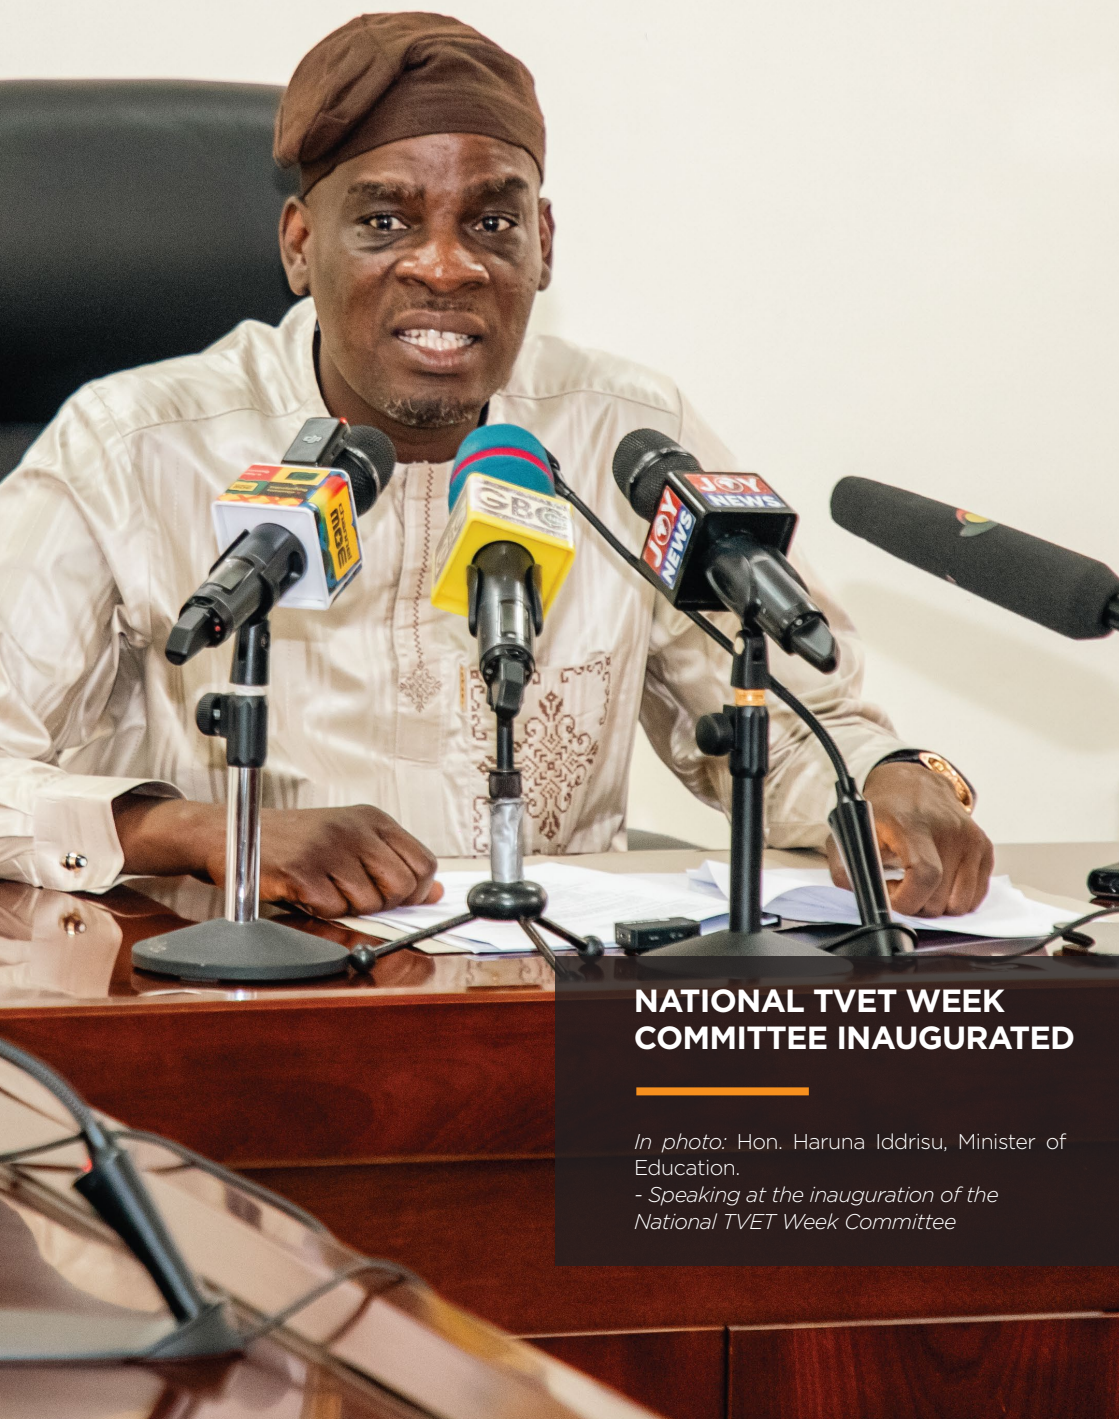 GBC
JOY
NEWS
JOY
NEWS
NATIONAL TVET WEEK
COMMITTEE INAUGURATED
In photo: Hon. Haruna Iddrisu, Minister of
Education.
- Speaking at the inauguration of the
National TVET Week Committee